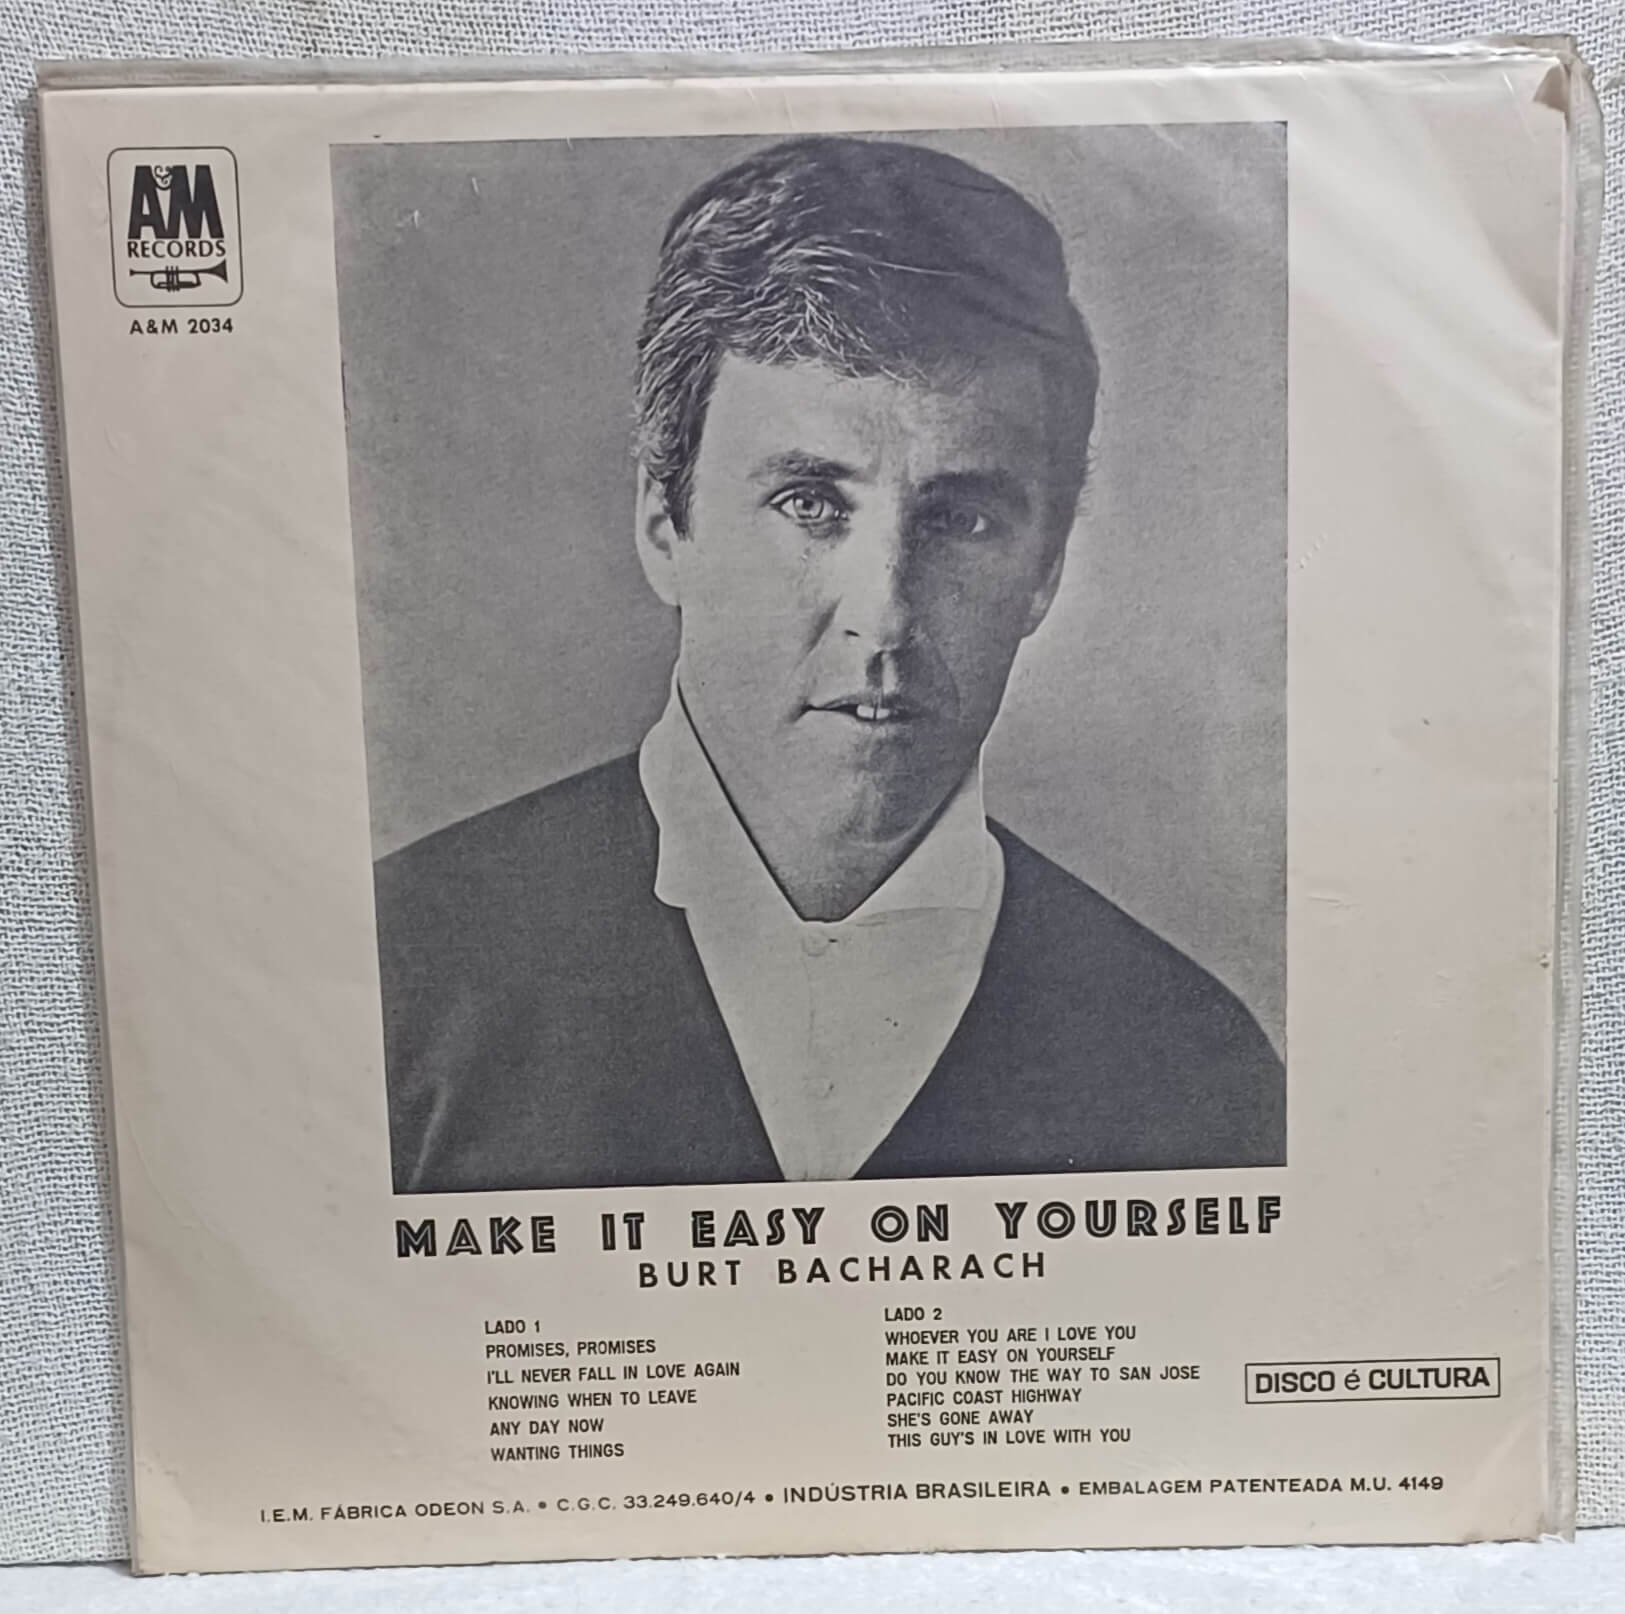 A&M
RECORDS
A&M 2034
MAKE IT EASY ON YOURSELF
BURT BACHARACH
LADO 1
PROMISES, PROMISES
I'LL NEVER FALL IN LOVE AGAIN
KNOWING WHEN TO LEAVE
ANY DAY NOW
WANTING THINGS
LADO 2
WHOEVER YOU ARE I LOVE YOU
MAKE IT EASY ON YOURSELF
DO YOU KNOW THE WAY TO SAN JOSE
PACIFIC COAST HIGHWAY
SHE'S GONE AWAY
THIS GUY'S IN LOVE WITH YOU
DISCO é CULTURA
I.E.M. FÁBRICA ODEON S.A. • C.G.C. 33.249.640/4 • INDÚSTRIA BRASILEIRA • EMBALAGEM PATENTEADA M.U. 4149